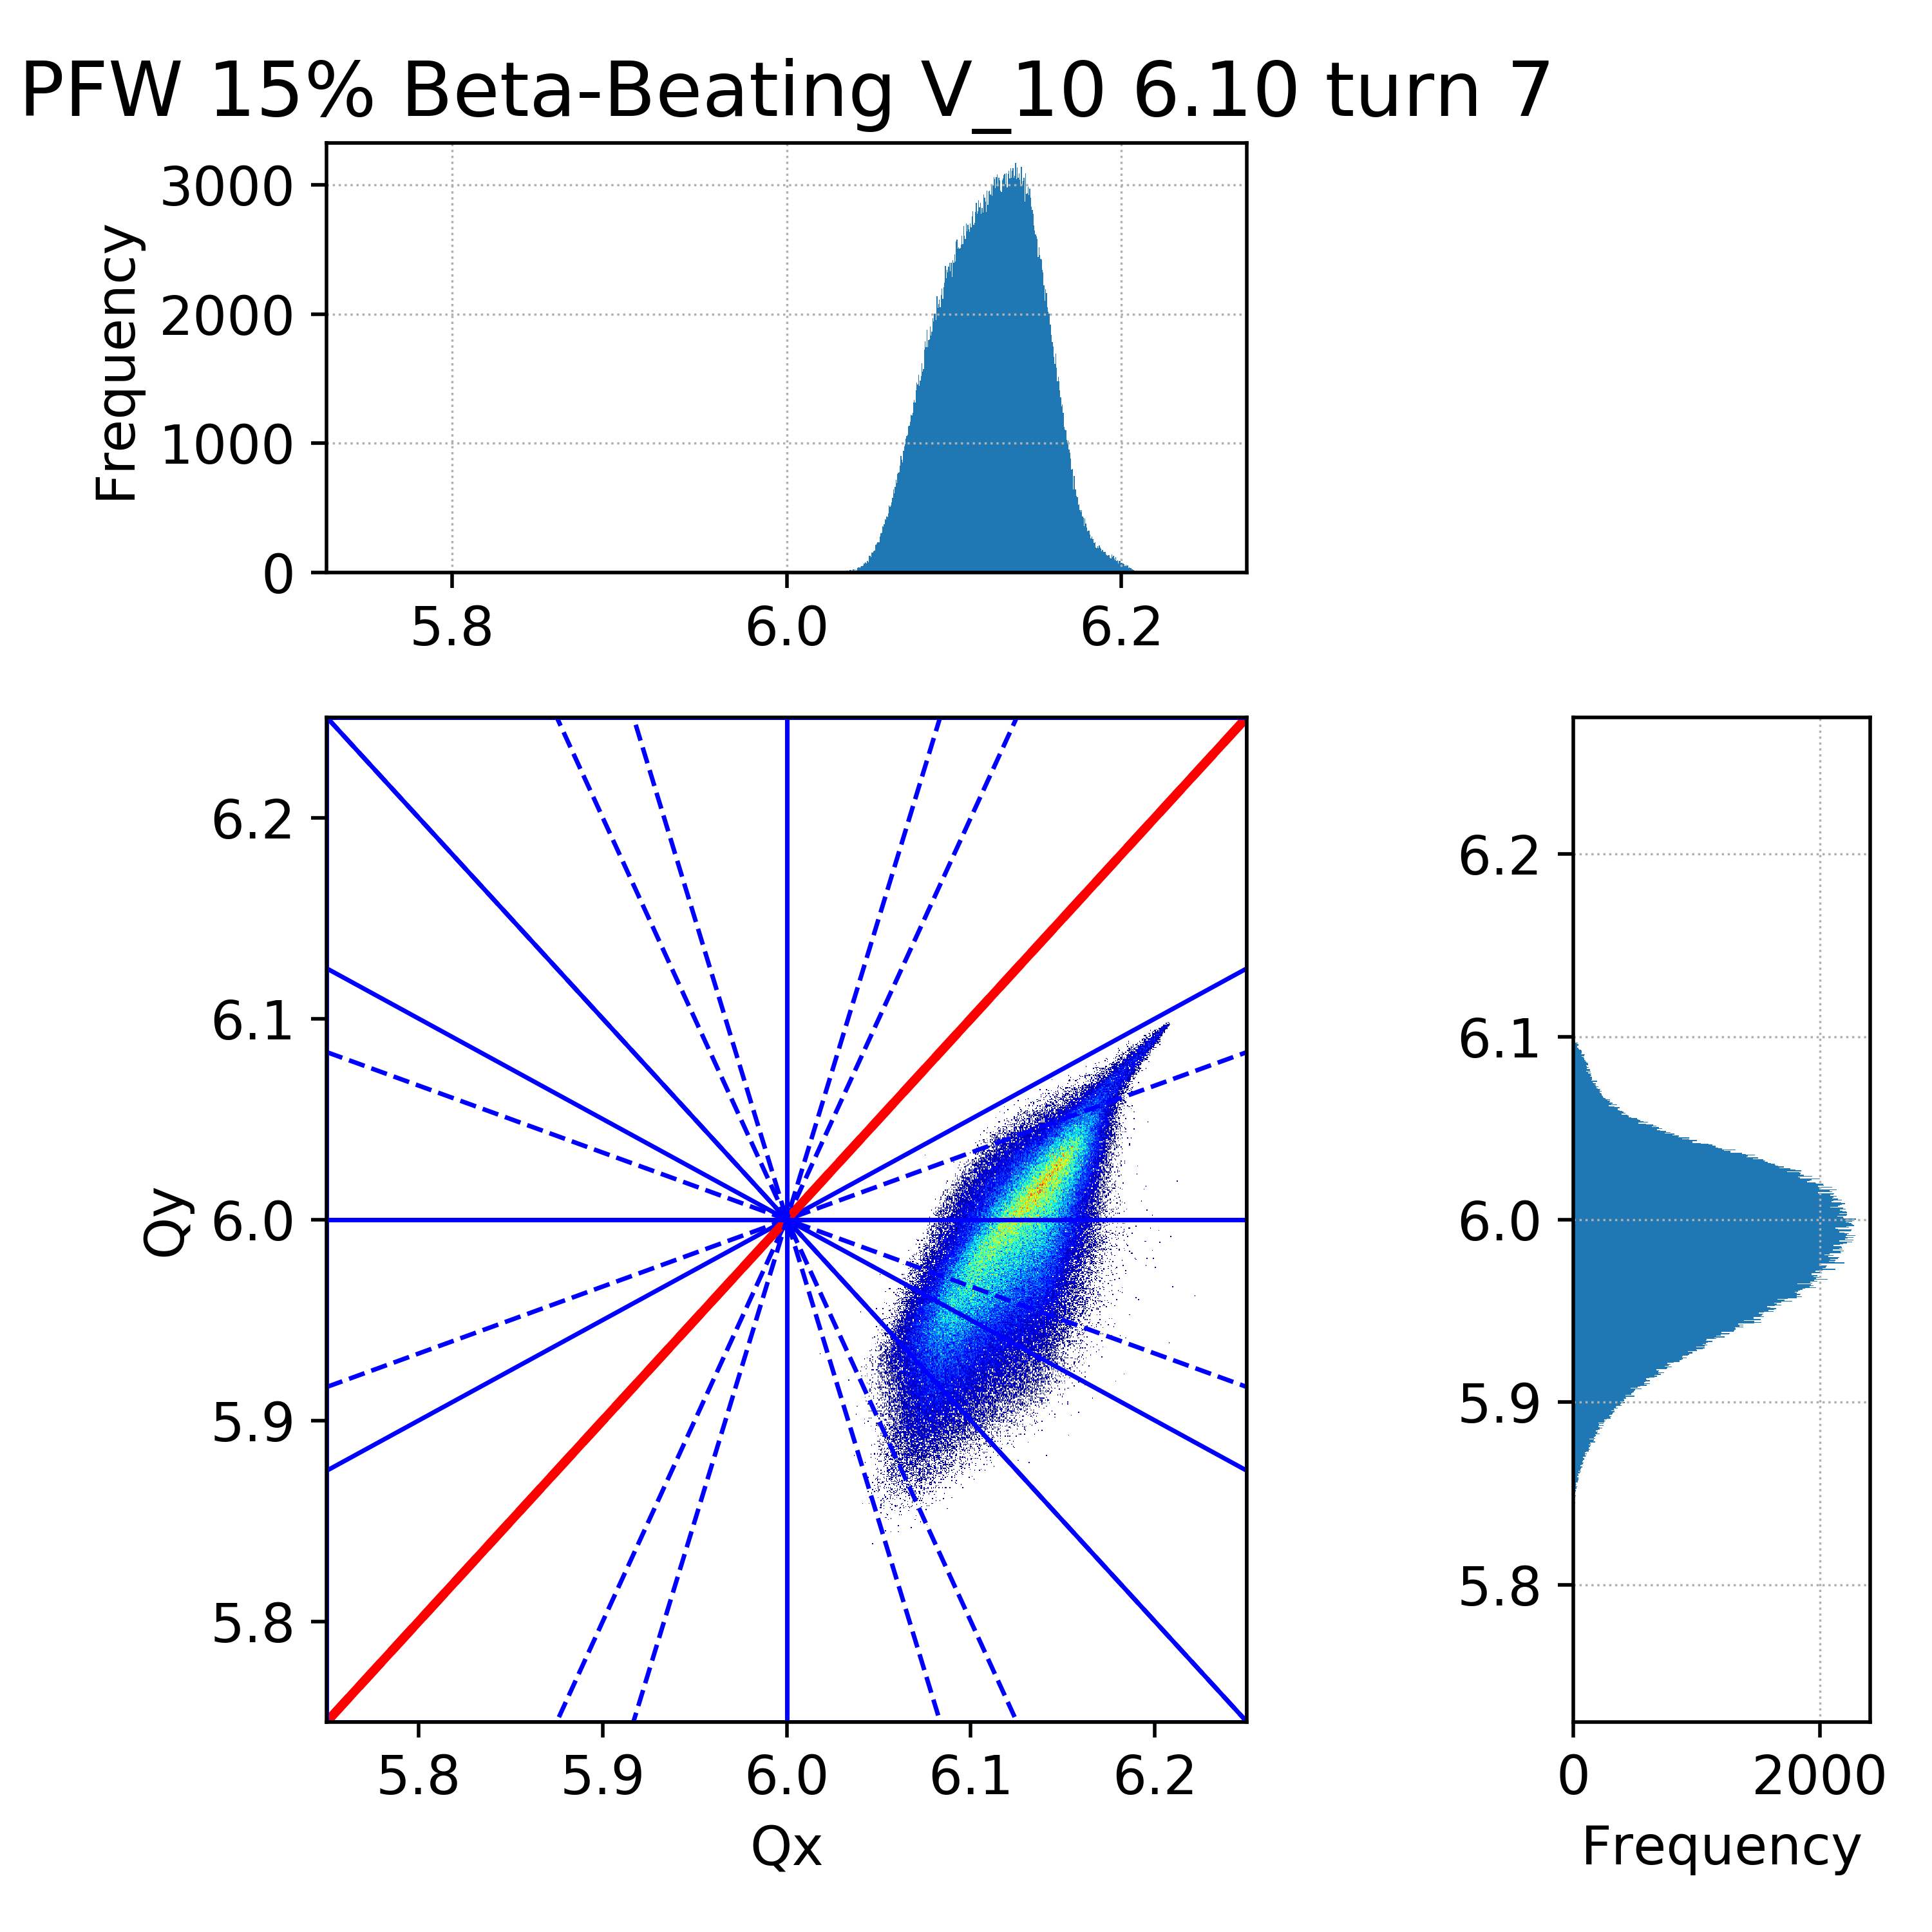 PFW 15% Beta-Beating V_10 6.10 turn 7
3000
2000
1000
0
Frequency
5.8 6.0 6.2
6.2
6.1
6.0
5.9
5.8
Qy
5.8 5.9 6.0 6.1 6.2
Qx
6.2
6.1
6.0
5.9
5.8
0 2000
Frequency